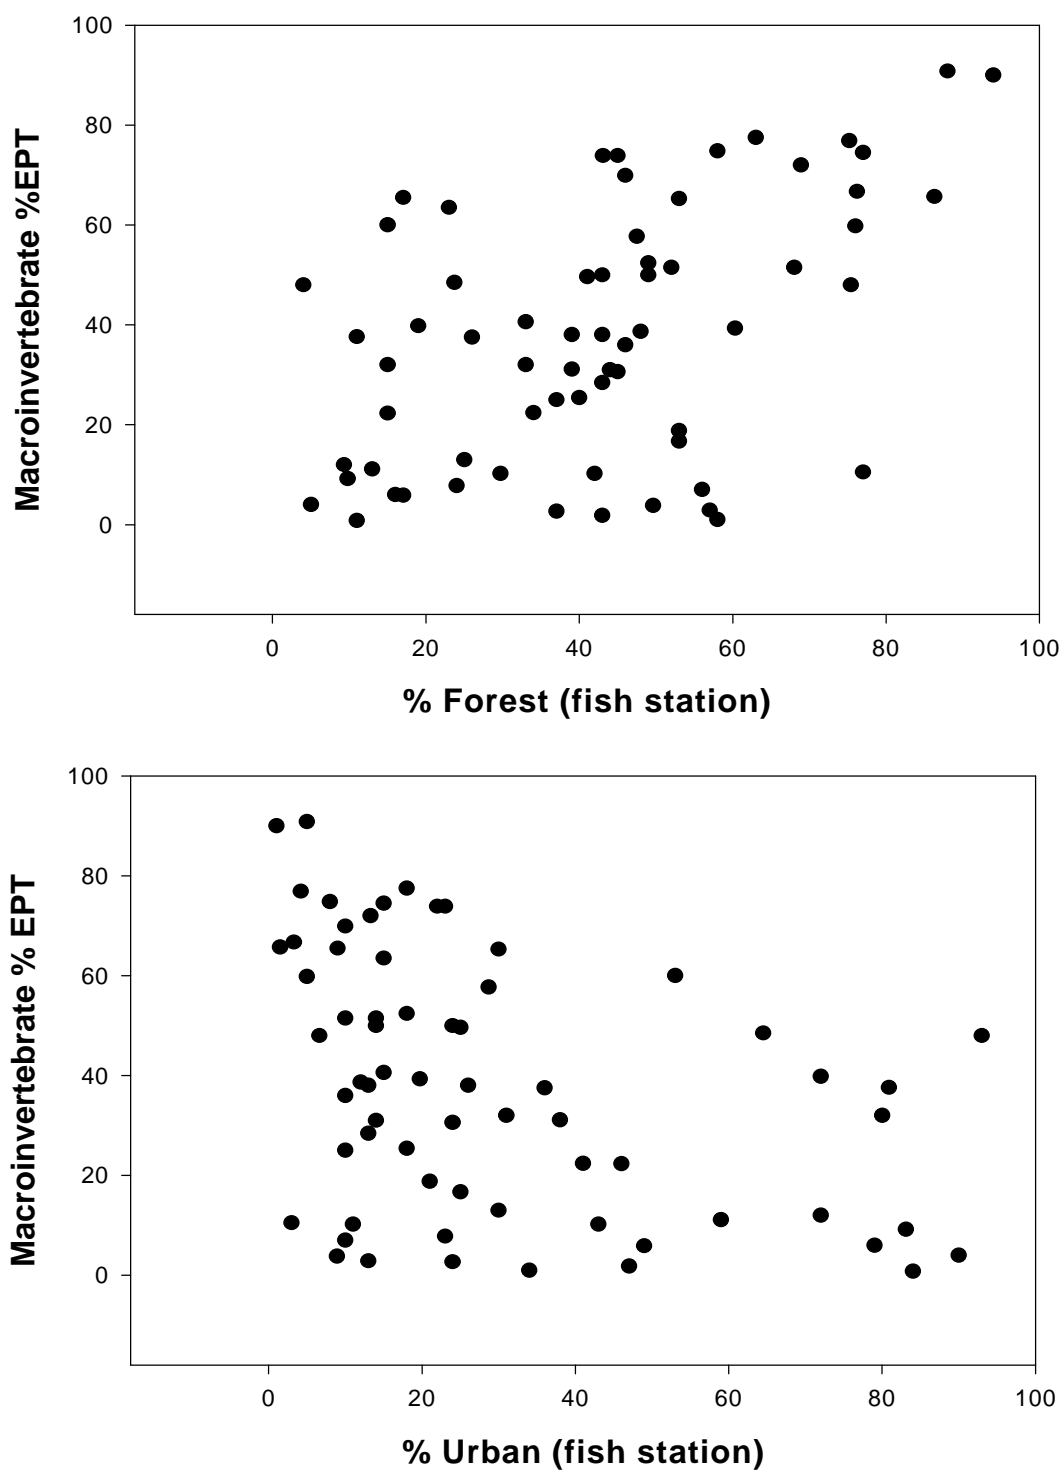 100
80
60
40
20
0
Macroinvertebrate %EPT
0 20 40 60 80 100
% Forest (fish station)
100
80
60
40
20
0
Macroinvertebrate % EPT
0 20 40 60 80 100
% Urban (fish station)